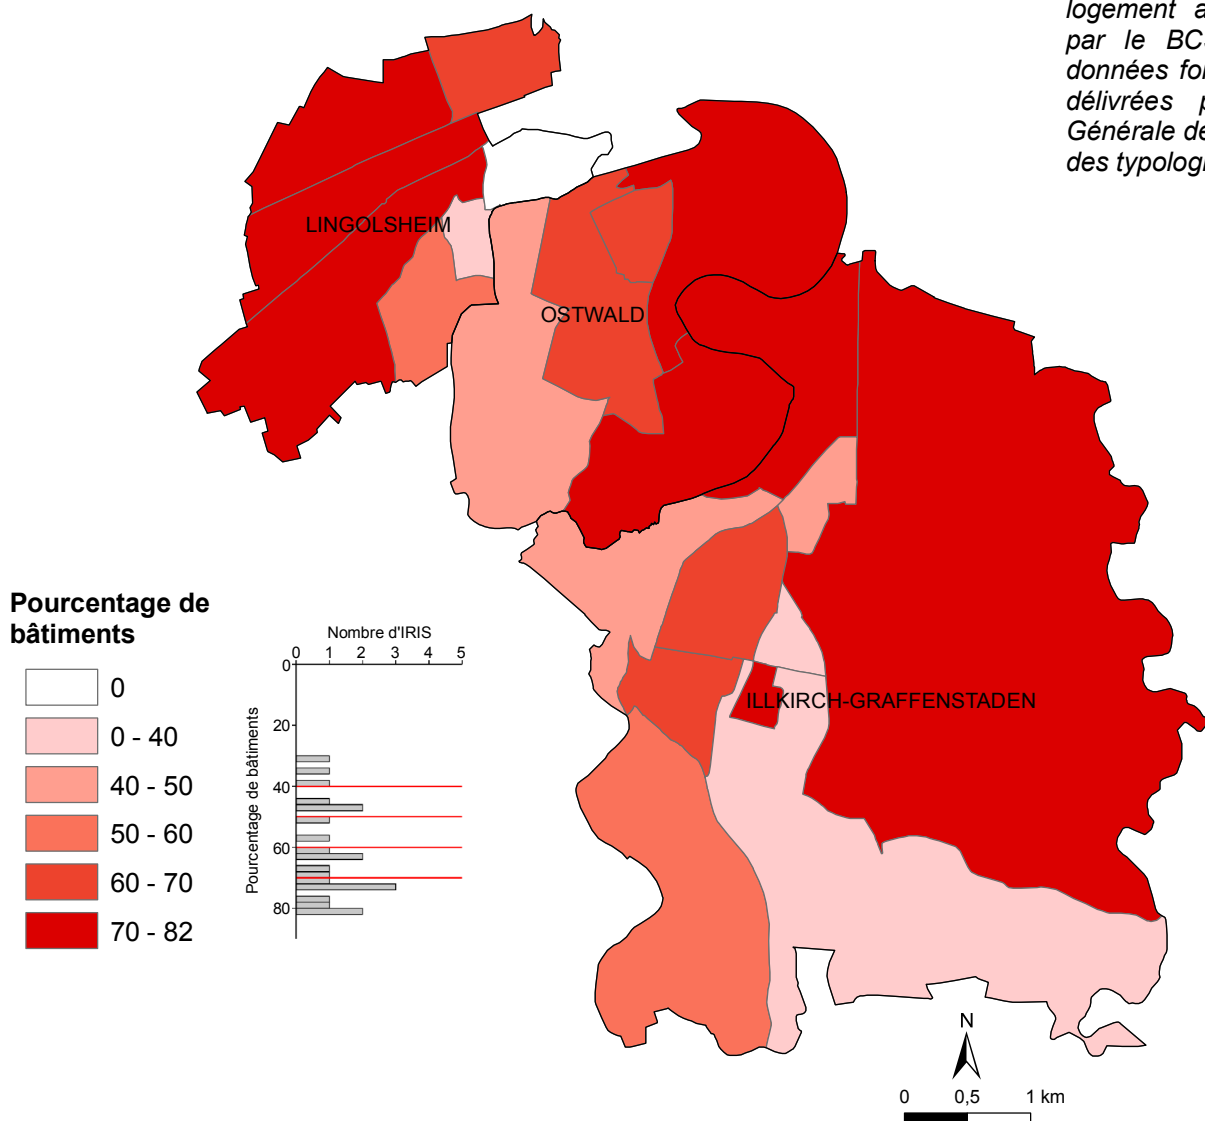 logement a
par le BC
données fo
délivrées p
Générale de
des typolog
LINGOLSHEIM
OSTWALD
ILLKIRCH-GRAFFENSTADEN
Pourcentage de
bâtiments
0
0 - 40
40 - 50
50 - 60
60 - 70
70 - 82
Nombre d'IRIS
0 1 2 3 4 5
Pourcentage de bâtiments
0
20
40
60
80
N
0 0,5 1 km